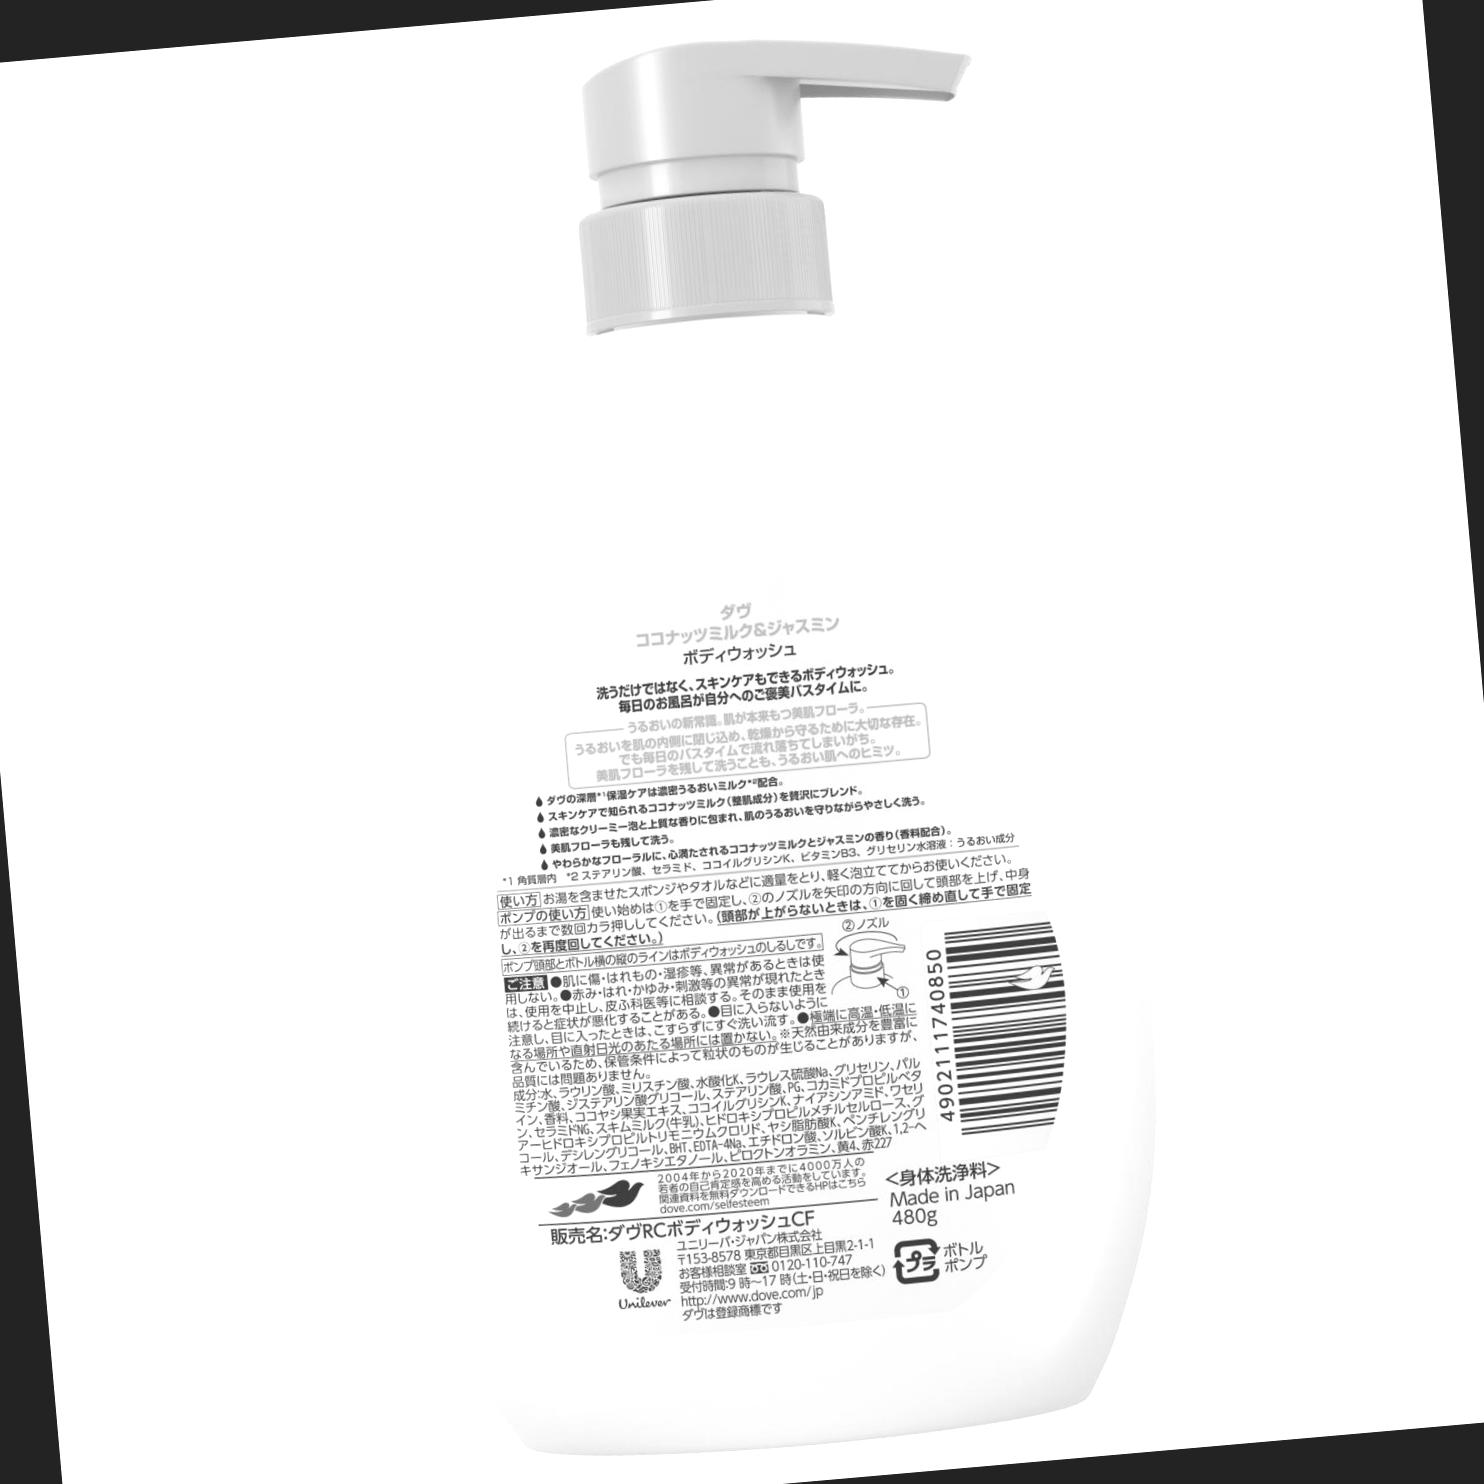 ダヴ
ココナッツミルク&ジャスミン
ボディウォッシュ
洗うだけではなく、スキンケアもできるボディウォッシュ。
毎日のお風呂が自分へのご褒美バスタイムに。
うるおいの新常識。肌が本来もつ美肌フローラ。
うるおいを肌の内側に閉じ込め、乾燥から守るために大切な存在。
でも毎日のバスタイムで流れ落ちてしまいがち。
美肌フローラを残して洗うことも、うるおい肌へのヒミツ。
ダヴの深層*1保湿ケアは濃密うるおいミルク*2配合。
スキンケアで知られるココナッツミルク(整肌成分)を贅沢にブレンド。
濃密なクリーミー泡と上質な香りに包まれ、肌のうるおいを守りながらやさしく洗う。
美肌フローラも残して洗う。
やわらかなフローラルに、心満たされるココナッツミルクとジャスミンの香り(香料配合)。
*1 角質層内 *2 ステアリン酸、セラミド、ココイルグリシンK、ビタミンB3、グリセリン水溶液:うるおい成分
使い方 お湯を含ませたスポンジやタオルなどに適量をとり、軽く泡立ててからお使いください。
ポンプの使い方 使い始めは①を手で固定し、②のノズルを矢印の方向に回して頭部を上げ、中身
が出るまで数回カラ押ししてください。(頭部が上がらないときは、①を固く締め直して手で固定
し、②を再度回してください。)
ポンプ頭部とボトル横の縦のラインはボディウォッシュのしるしです。
②ノズル
①
ご注意 ●肌に傷・はれもの・湿疹等、異常があるときは使
用しない。●赤み・はれ・かゆみ・刺激等の異常が現れたとき
は、使用を中止し、皮ふ科医等に相談する。そのまま使用を
続けると症状が悪化することがある。●目に入らないように
注意し、目に入ったときは、こすらずにすぐ洗い流す。●極端に高温・低温に
なる場所や直射日光のあたる場所には置かない。※天然由来成分を豊富に
含んでいるため、保管条件によって粒状のものが生じることがありますが、
品質には問題ありません。
成分:水、ラウリン酸、ミリスチン酸、水酸化K、ラウレス硫酸Na、グリセリン、パル
ミチン酸、ジステアリン酸グリコール、ステアリン酸、PG、コカミドプロピルベタ
イン、香料、ココヤシ果実エキス、ココイルグリシンK、ナイアシンアミド、ワセリ
ン、セラミドNG、スキムミルク(牛乳)、ヒドロキシプロピルメチルセルロース、グ
アーヒドロキシプロピルトリモニウムクロリド、ヤシ脂肪酸K、ペンチレングリ
コール、デシレングリコール、BHT、EDTA-4Na、エチドロン酸、ソルビン酸K、1,2-ヘ
キサンジオール、フェノキシエタノール、ピロクトンオラミン、黄4、赤227
4902111740850
2004年から2020年までに4000万人の
若者の自己肯定感を高める活動をしています。
関連資料を無料ダウンロードできるHPはこちら
dove.com/selfesteem
<身体洗浄料>
Made in Japan
480g
販売名:ダヴRCボディウォッシュCF
Unilever
ユニリーバ・ジャパン株式会社
〒153-8578 東京都目黒区上目黒2-1-1
お客様相談室 0120-110-747
受付時間:9時〜17時(土・日・祝日を除く)
http://www.dove.com/jp
ダヴは登録商標です
プラ
ボトル
ポンプ